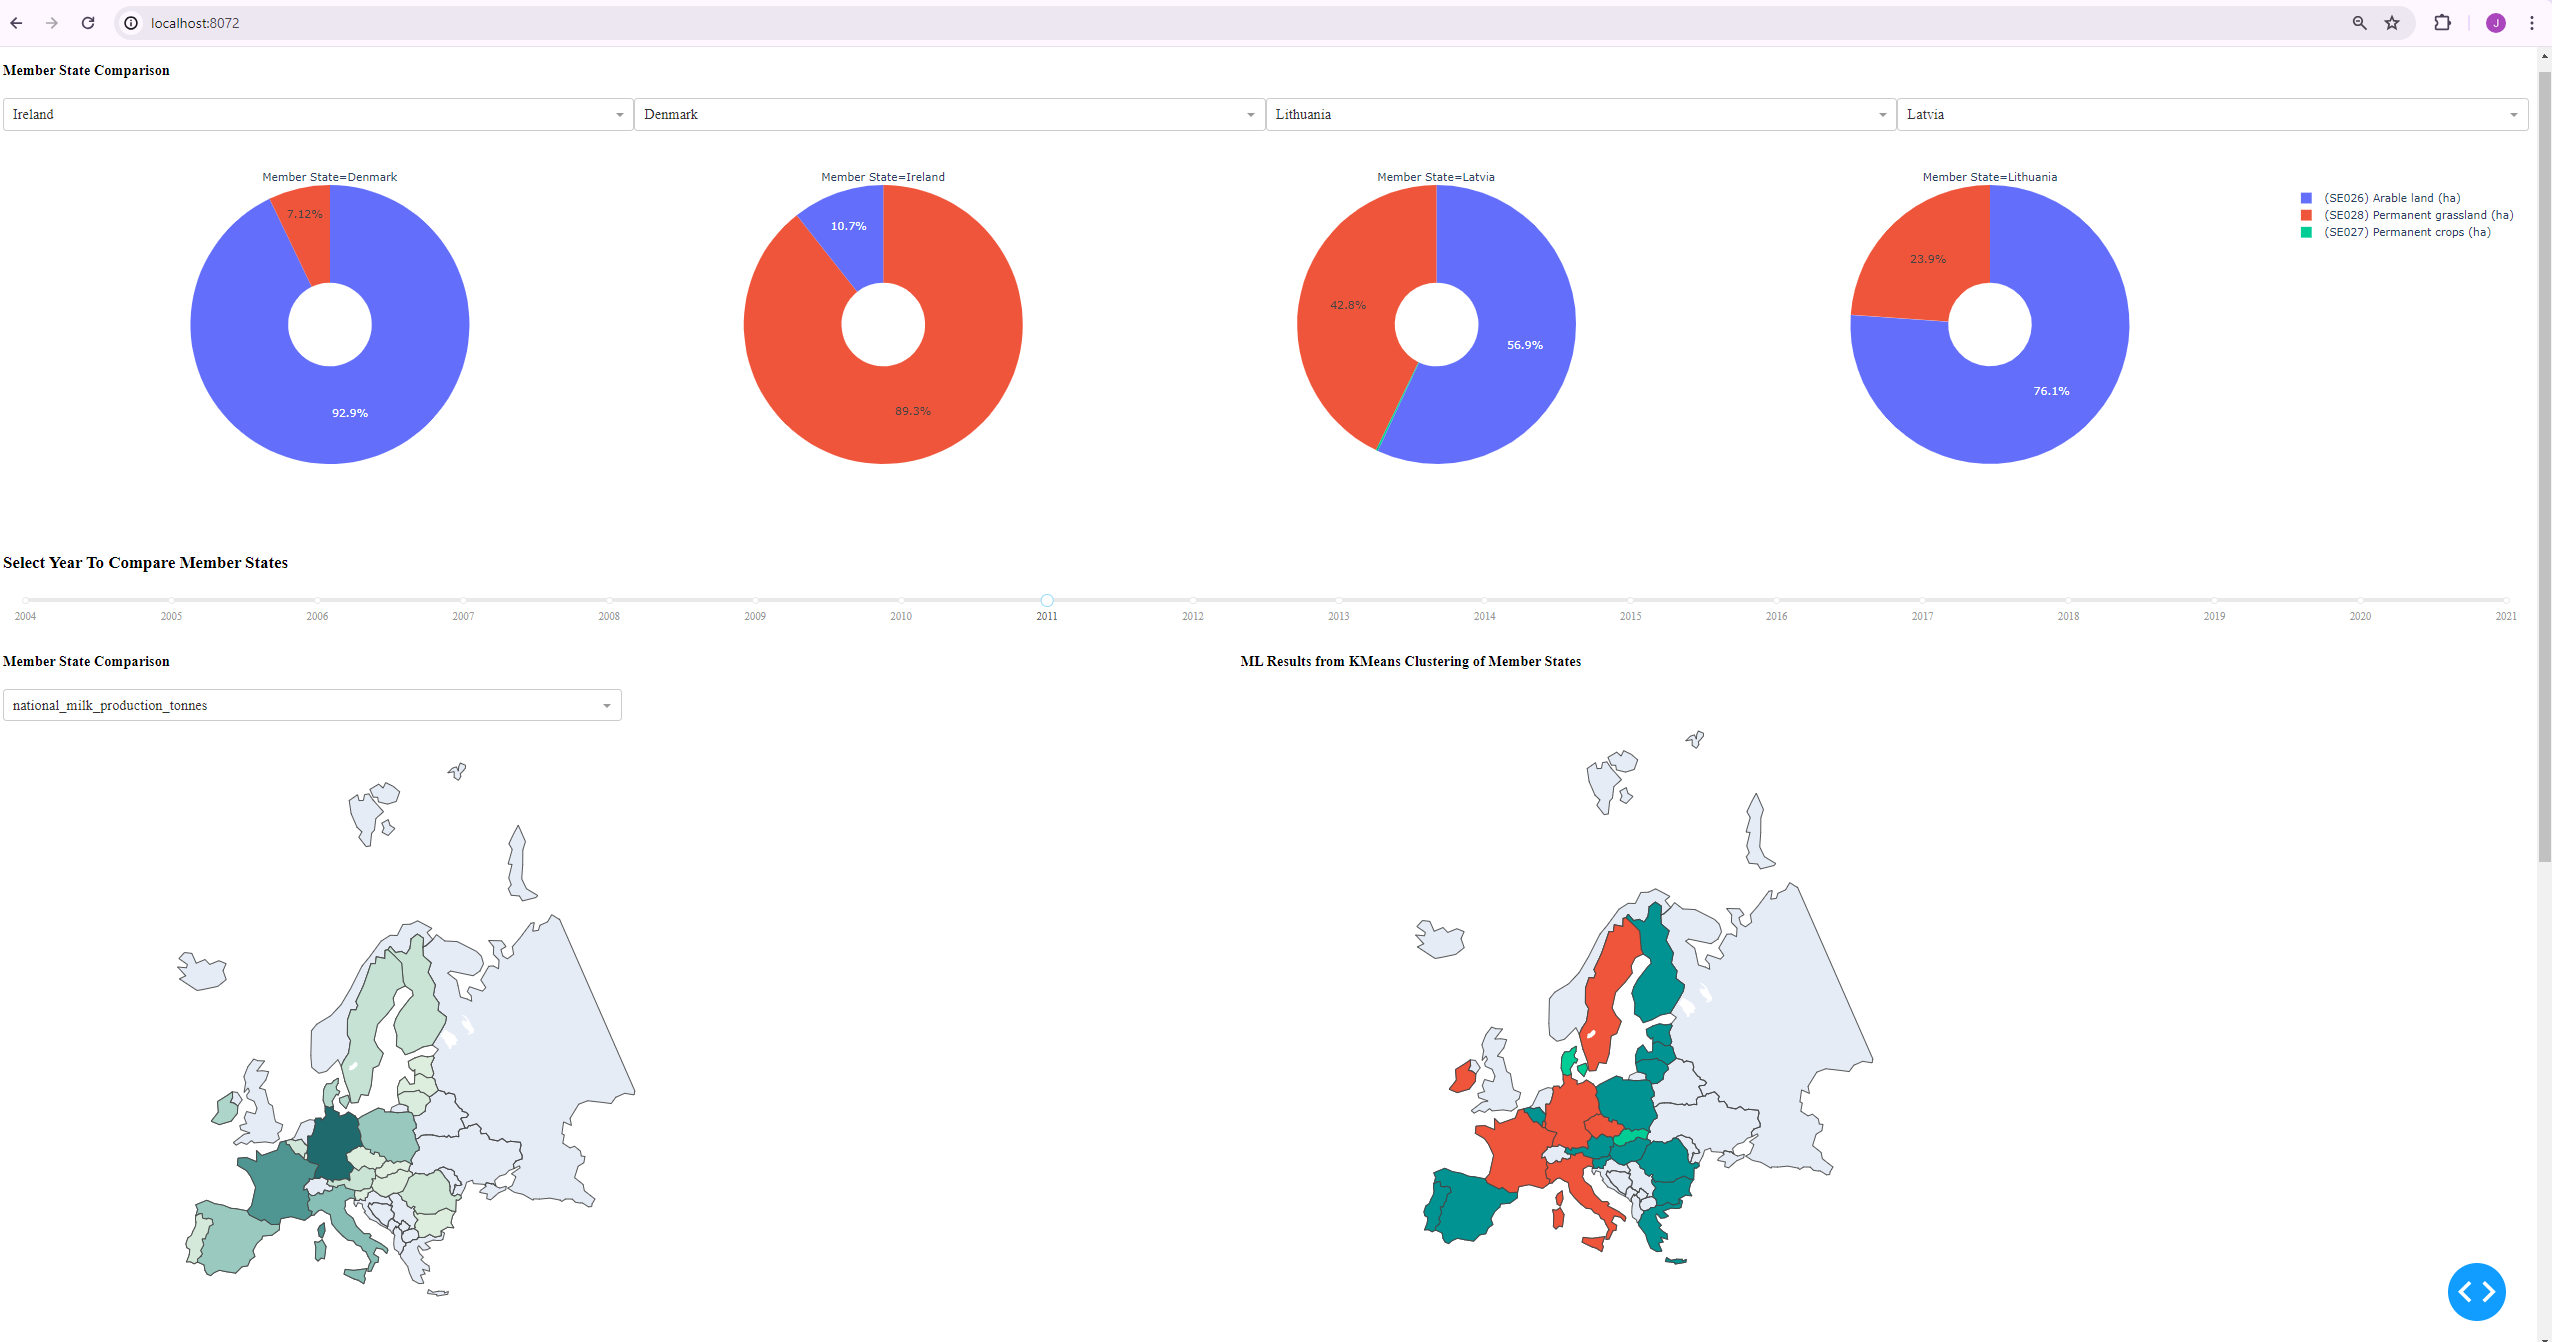 localhost:8072
J
Member State Comparison
Ireland
Denmark
Lithuania
Latvia
Member State=Denmark
Member State=Ireland
Member State=Latvia
Member State=Lithuania
7.12%
92.9%
10.7%
89.3%
42.8%
56.9%
23.9%
76.1%
(SE026) Arable land (ha)
(SE028) Permanent grassland (ha)
(SE027) Permanent crops (ha)
Select Year To Compare Member States
2004 2005 2006 2007 2008 2009 2010 2011 2012 2013 2014 2015 2016 2017 2018 2019 2020 2021
Member State Comparison
ML Results from KMeans Clustering of Member States
national_milk_production_tonnes